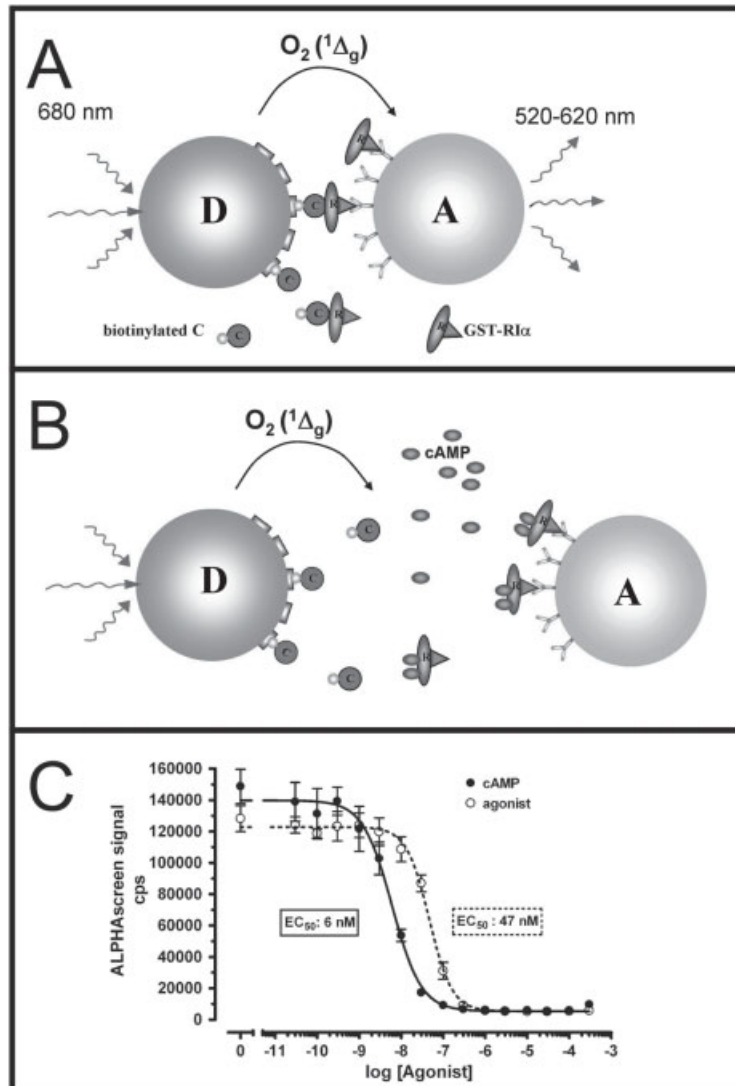 A
O₂ (¹Δg)
680 nm
520-620 nm
R
D
C R
A
C
C R
biotinylated C
C
R
GST-RIα
B
O₂ (¹Δg)
cAMP
R
C
D
C
R
A
C
R
C
C
160000
140000
120000
100000
80000
60000
40000
20000
0
ALPHAscreen signal
cps
cAMP
agonist
EC₅₀: 6 nM
EC₅₀ : 47 nM
0 -11 -10 -9 -8 -7 -6 -5 -4 -3
log [Agonist]